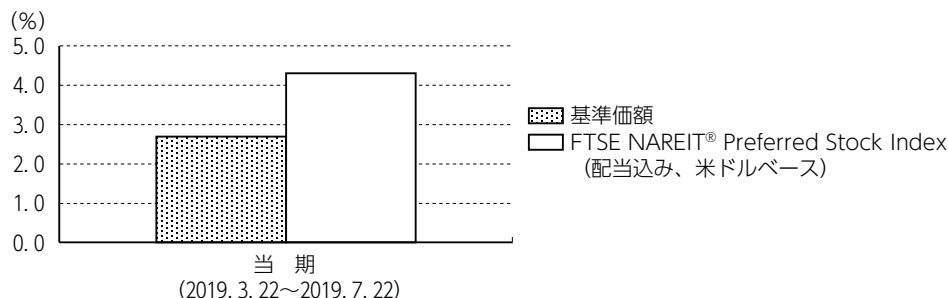 (%)
5.0
4.0
3.0
2.0
1.0
0.0
当　期
(2019.3.22～2019.7.22)
基準価額
FTSE NAREIT® Preferred Stock Index
（配当込み、米ドルベース）